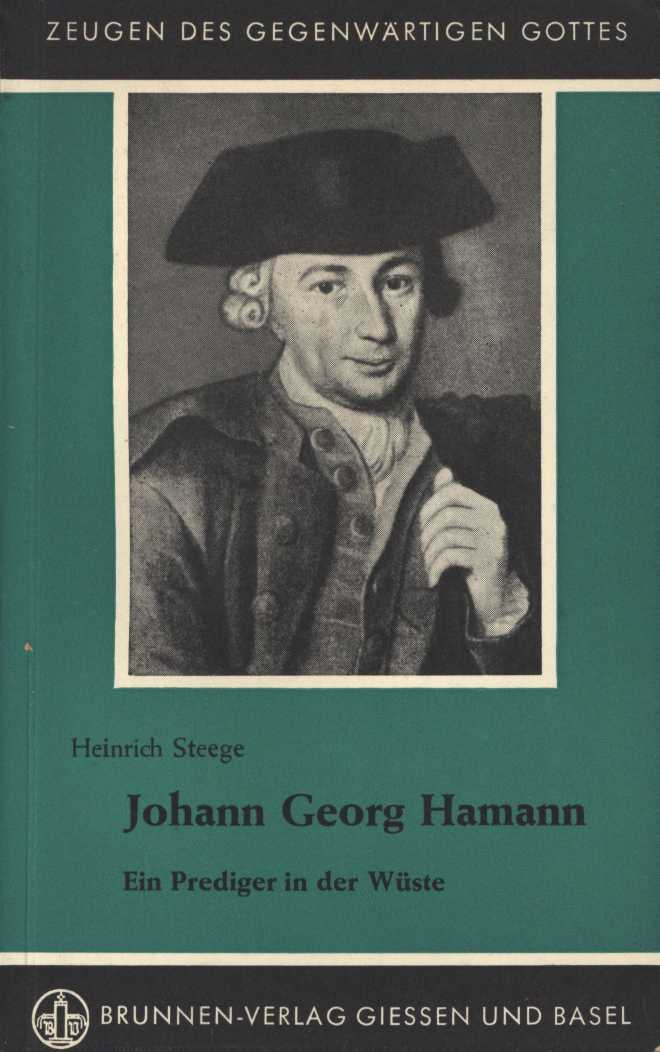 ZEUGEN DES GEGENWÄRTIGEN GOTTES
Heinrich Steege
Johann Georg Hamann
Ein Prediger in der Wüste
BRUNNEN-VERLAG GIESSEN UND BASEL